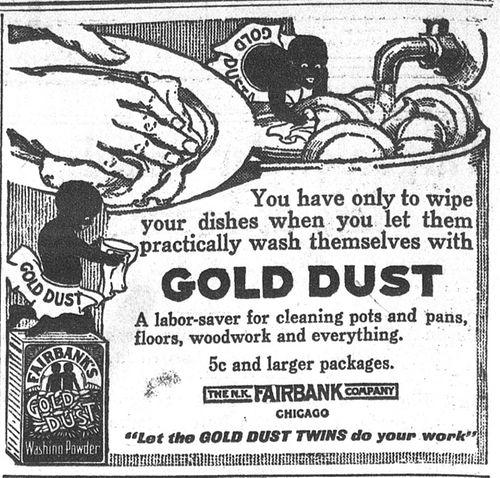 GOLD DUST
You have only to wipe
your dishes when you let them
practically wash themselves with
GOLD DUST
GOLD DUST
A labor-saver for cleaning pots and pans,
floors, woodwork and everything.
5c and larger packages.
THE N.K. FAIRBANK COMPANY
CHICAGO
"Let the GOLD DUST TWINS do your work"
FAIRBANK'S
GOLD
DUST
Washing Powder